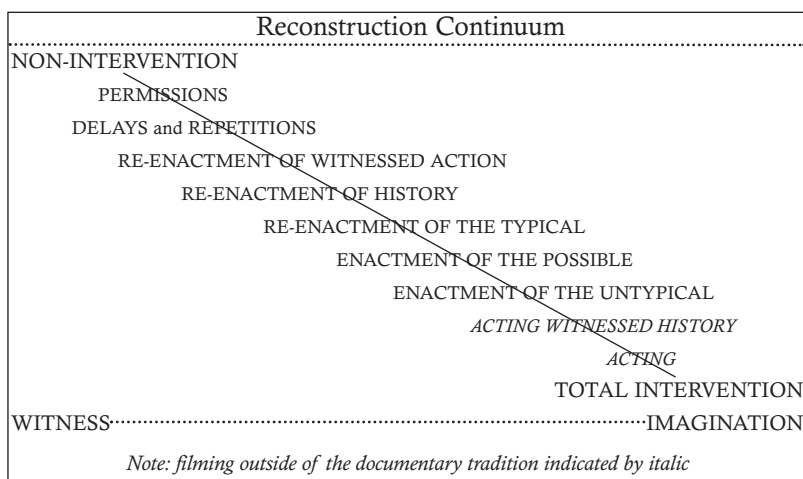 Reconstruction Continuum
NON-INTERVENTION
PERMISSIONS
DELAYS and REPETITIONS
RE-ENACTMENT OF WITNESSED ACTION
RE-ENACTMENT OF HISTORY
RE-ENACTMENT OF THE TYPICAL
ENACTMENT OF THE POSSIBLE
ENACTMENT OF THE UNTYPICAL
ACTING WITNESSED HISTORY
ACTING
TOTAL INTERVENTION
WITNESS IMAGINATION
Note: filming outside of the documentary tradition indicated by italic